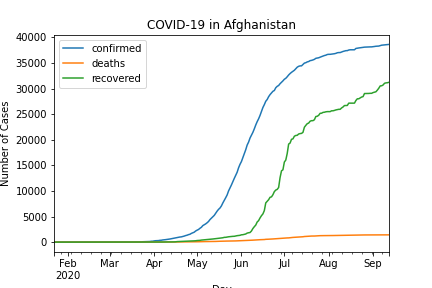 COVID-19 in Afghanistan
confirmed
deaths
recovered
Number of Cases
40000
35000
30000
25000
20000
15000
10000
5000
0
Feb Mar Apr May Jun Jul Aug Sep
2020